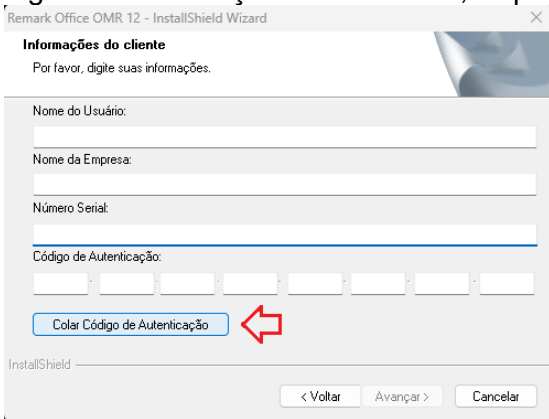 Remark Office OMR 12 - InstallShield Wizard
Informações do cliente
Por favor, digite suas informações.
Nome do Usuário:
Nome da Empresa:
Número Serial:
Código de Autenticação:
Colar Código de Autenticação
InstallShield
< Voltar Avançar > Cancelar